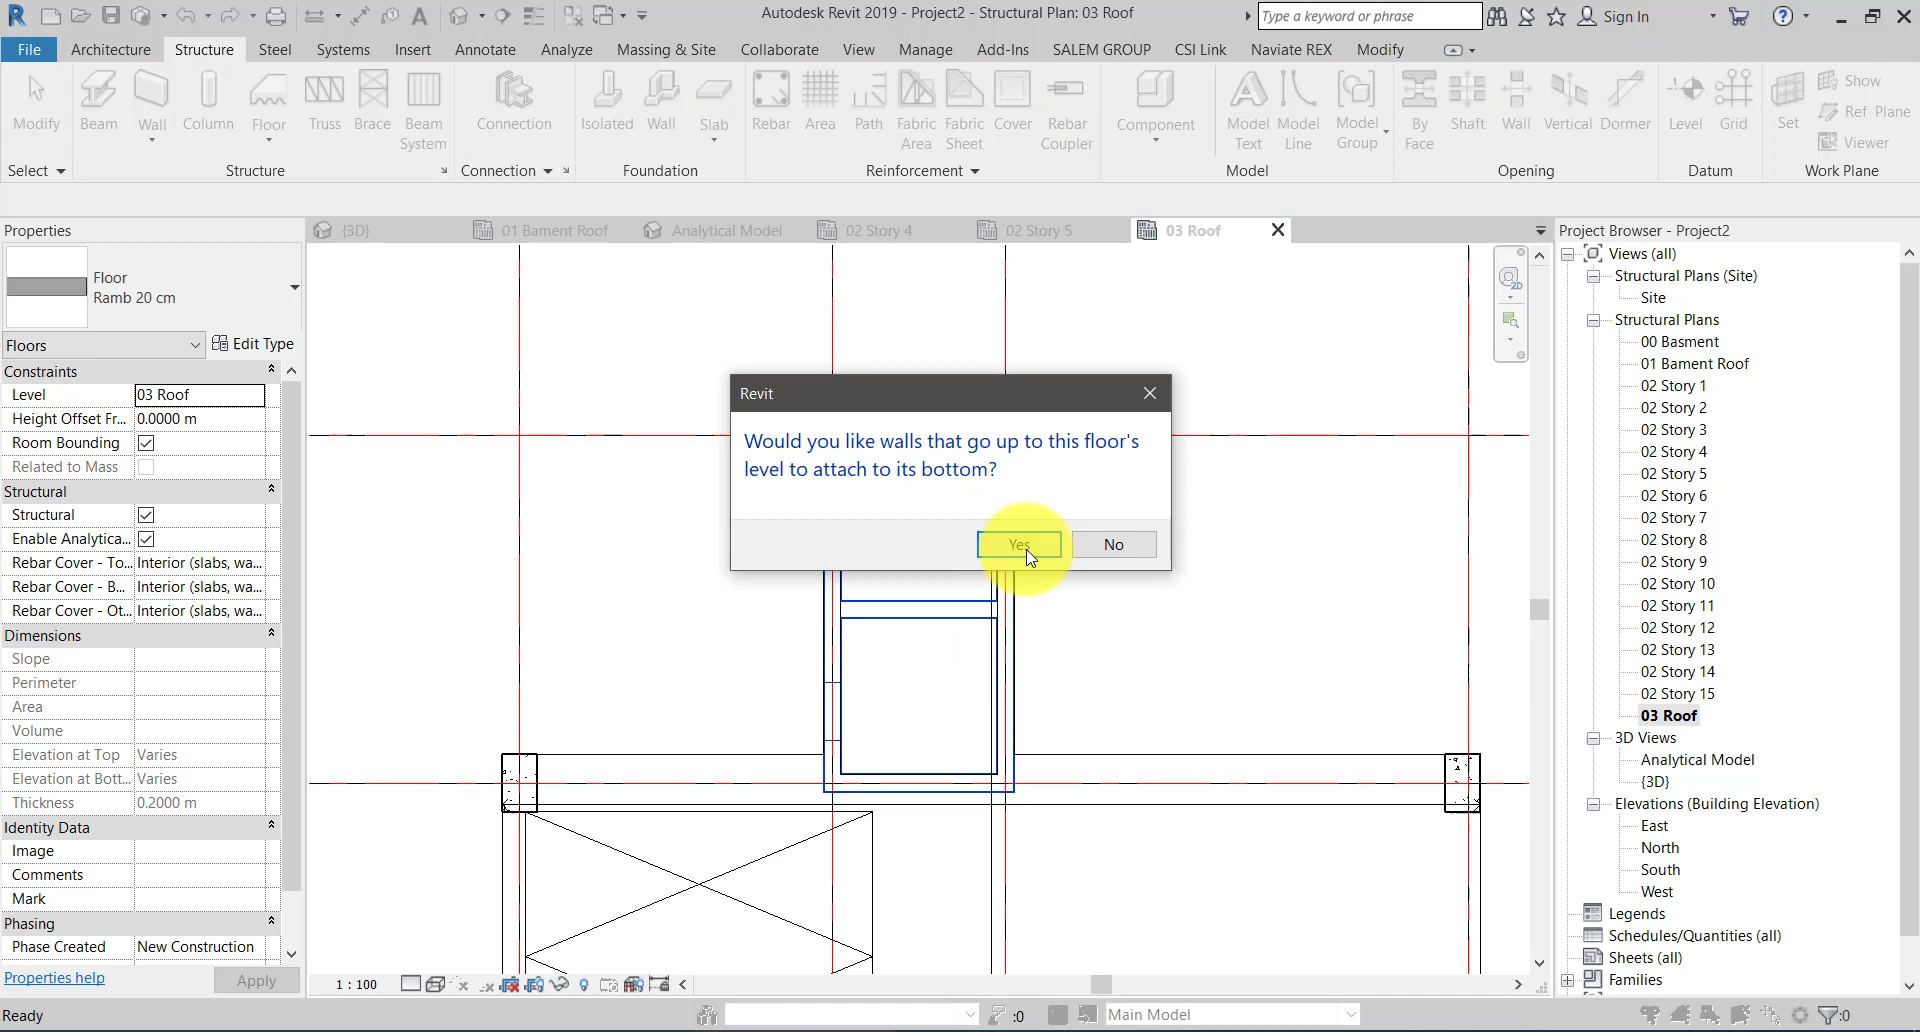 Autodesk Revit 2019 - Project2 - Structural Plan: 03 Roof
Type a keyword or phrase
Sign In
File Architecture Structure Steel Systems Insert Annotate Analyze Massing & Site Collaborate View Manage Add-Ins SALEM GROUP CSI Link Naviate REX Modify
Modify
Beam
Wall
Column
Floor
Truss
Brace
Beam System
Connection
Isolated
Wall
Slab
Rebar
Area
Path
Fabric Area
Fabric Sheet
Cover
Rebar Coupler
Component
Model Text
Model Line
Model Group
By Face
Shaft
Wall
Vertical
Dormer
Level
Grid
Set
Show
Ref Plane
Viewer
Select
Structure
Connection
Foundation
Reinforcement
Model
Opening
Datum
Work Plane
Properties
{3D}
01 Bament Roof
Analytical Model
02 Story 4
02 Story 5
03 Roof
Project Browser - Project2
Floor
Ramb 20 cm
Floors
Edit Type
Constraints
Level 03 Roof
Height Offset Fr... 0.0000 m
Room Bounding
Related to Mass
Structural
Structural
Enable Analytica...
Rebar Cover - To... Interior (slabs, wa...
Rebar Cover - B... Interior (slabs, wa...
Rebar Cover - Ot... Interior (slabs, wa...
Dimensions
Slope
Perimeter
Area
Volume
Elevation at Top Varies
Elevation at Bott... Varies
Thickness 0.2000 m
Identity Data
Image
Comments
Mark
Phasing
Phase Created New Construction
Properties help
Apply
2D
Revit
Would you like walls that go up to this floor's
level to attach to its bottom?
Yes
No
Views (all)
Structural Plans (Site)
Site
Structural Plans
00 Basment
01 Bament Roof
02 Story 1
02 Story 2
02 Story 3
02 Story 4
02 Story 5
02 Story 6
02 Story 7
02 Story 8
02 Story 9
02 Story 10
02 Story 11
02 Story 12
02 Story 13
02 Story 14
02 Story 15
03 Roof
3D Views
Analytical Model
{3D}
Elevations (Building Elevation)
East
North
South
West
Legends
Schedules/Quantities (all)
Sheets (all)
Families
1 : 100
Ready
:0
Main Model
:0